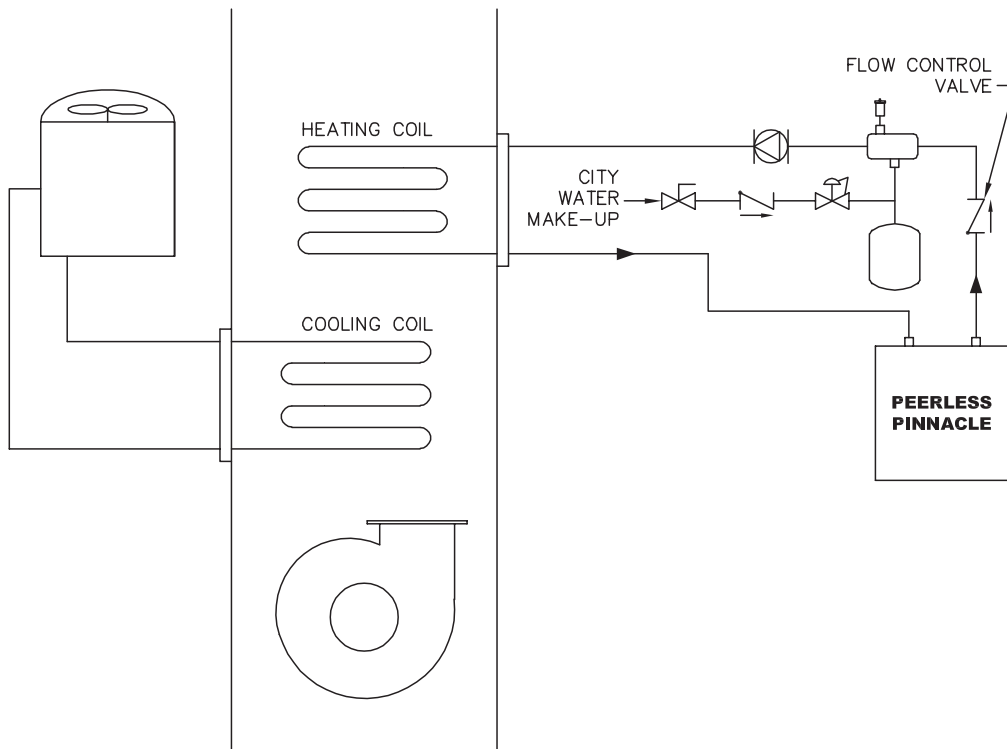 FLOW CONTROL
VALVE
HEATING COIL
CITY
WATER
MAKE-UP
COOLING COIL
PEERLESS
PINNACLE